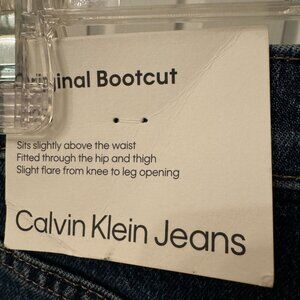 Original Bootcut
Sits slightly above the waist
Fitted through the hip and thigh
Slight flare from knee to leg opening
Calvin Klein Jeans